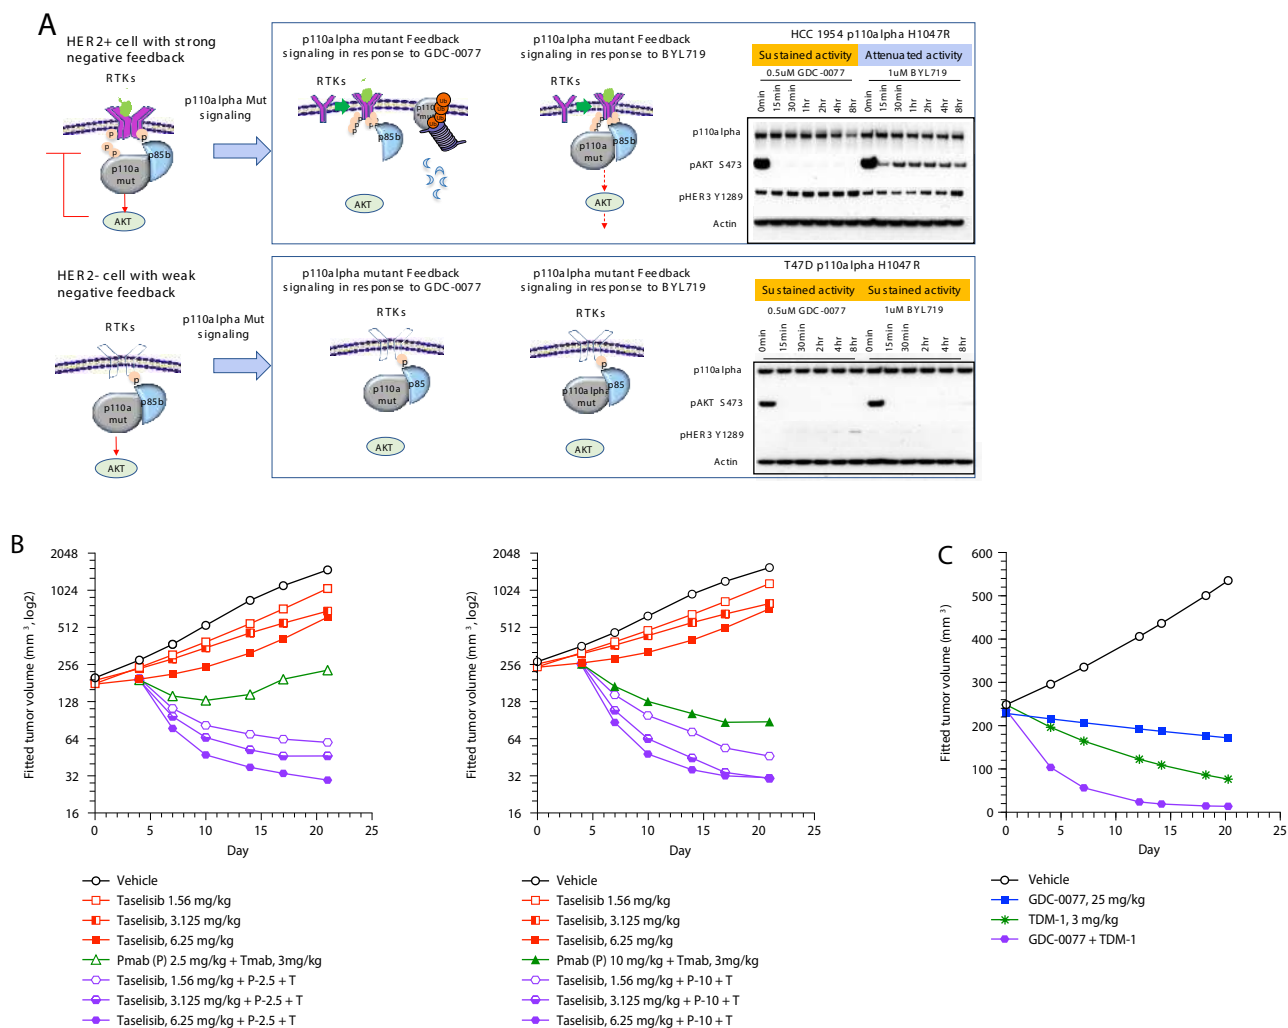 A
HER2+ cell with strong
negative feedback
RTKs
p
p
p
p
p85b
p110a
mut
AKT
p110alpha Mut
signaling
p110alpha mutant Feedback
signaling in response to GDC-0077
RTKs
p
p
p
p85b
p110
mut
Ub
Ub
Ub
Ub
AKT
p110alpha mutant Feedback
signaling in response to BYL719
RTKs
p
p
p
p85b
p110a
mut
AKT
HCC 1954 p110alpha H1047R
Sustained activity Attenuated activity
0.5uM GDC-0077 1uM BYL719
0min 15min 30min 1hr 2hr 4hr 8hr 0min 15min 30min 1hr 2hr 4hr 8hr
p110alpha
pAKT S473
pHER3 Y1289
Actin
HER2- cell with weak
negative feedback
RTKs
p
p85b
p110a
mut
AKT
p110alpha Mut
signaling
p110alpha mutant Feedback
signaling in response to GDC-0077
RTKs
p
p85
p110a
mut
AKT
p110alpha mutant Feedback
signaling in response to BYL719
RTKs
p
p85
p110alpha
mut
AKT
T47D p110alpha H1047R
Sustained activity Sustained activity
0.5uM GDC-0077 1uM BYL719
0min 15min 30min 2hr 4hr 8hr 0min 15min 30min 2hr 4hr 8hr
p110alpha
pAKT S473
pHER3 Y1289
Actin
B
Fitted tumor volume (mm³, log2)
2048
1024
512
256
128
64
32
16
0 5 10 15 20 25
Day
Vehicle
Taselisib 1.56 mg/kg
Taselisib, 3.125 mg/kg
Taselisib, 6.25 mg/kg
Pmab (P) 2.5 mg/kg + Tmab, 3mg/kg
Taselisib, 1.56 mg/kg + P-2.5 + T
Taselisib, 3.125 mg/kg + P-2.5 + T
Taselisib, 6.25 mg/kg + P-2.5 + T
Fitted tumor volume (mm³, log2)
2048
1024
512
256
128
64
32
16
0 5 10 15 20 25
Day
Vehicle
Taselisib 1.56 mg/kg
Taselisib, 3.125 mg/kg
Taselisib, 6.25 mg/kg
Pmab (P) 10 mg/kg + Tmab, 3mg/kg
Taselisib, 1.56 mg/kg + P-10 + T
Taselisib, 3.125 mg/kg + P-10 + T
Taselisib, 6.25 mg/kg + P-10 + T
C
Fitted tumor volume (mm³)
600
500
400
300
200
100
0
0 5 10 15 20 25
Day
Vehicle
GDC-0077, 25 mg/kg
TDM-1, 3 mg/kg
GDC-0077 + TDM-1